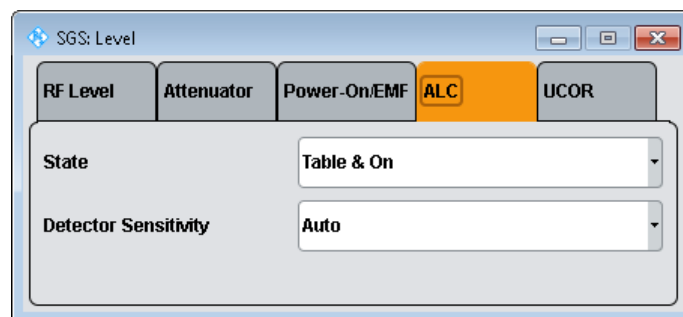 SGS: Level
RF Level Attenuator Power-On/EMF ALC UCOR
State Table & On
Detector Sensitivity Auto